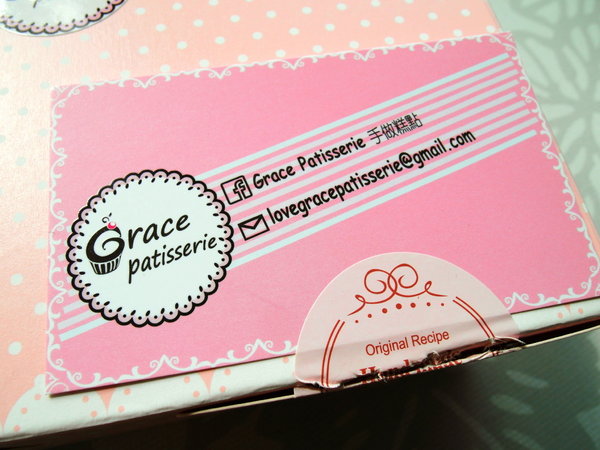 Grace
patisserie
Grace Patisserie 手做糕點
lovegracepatisserie@gmail.com
Original Recipe